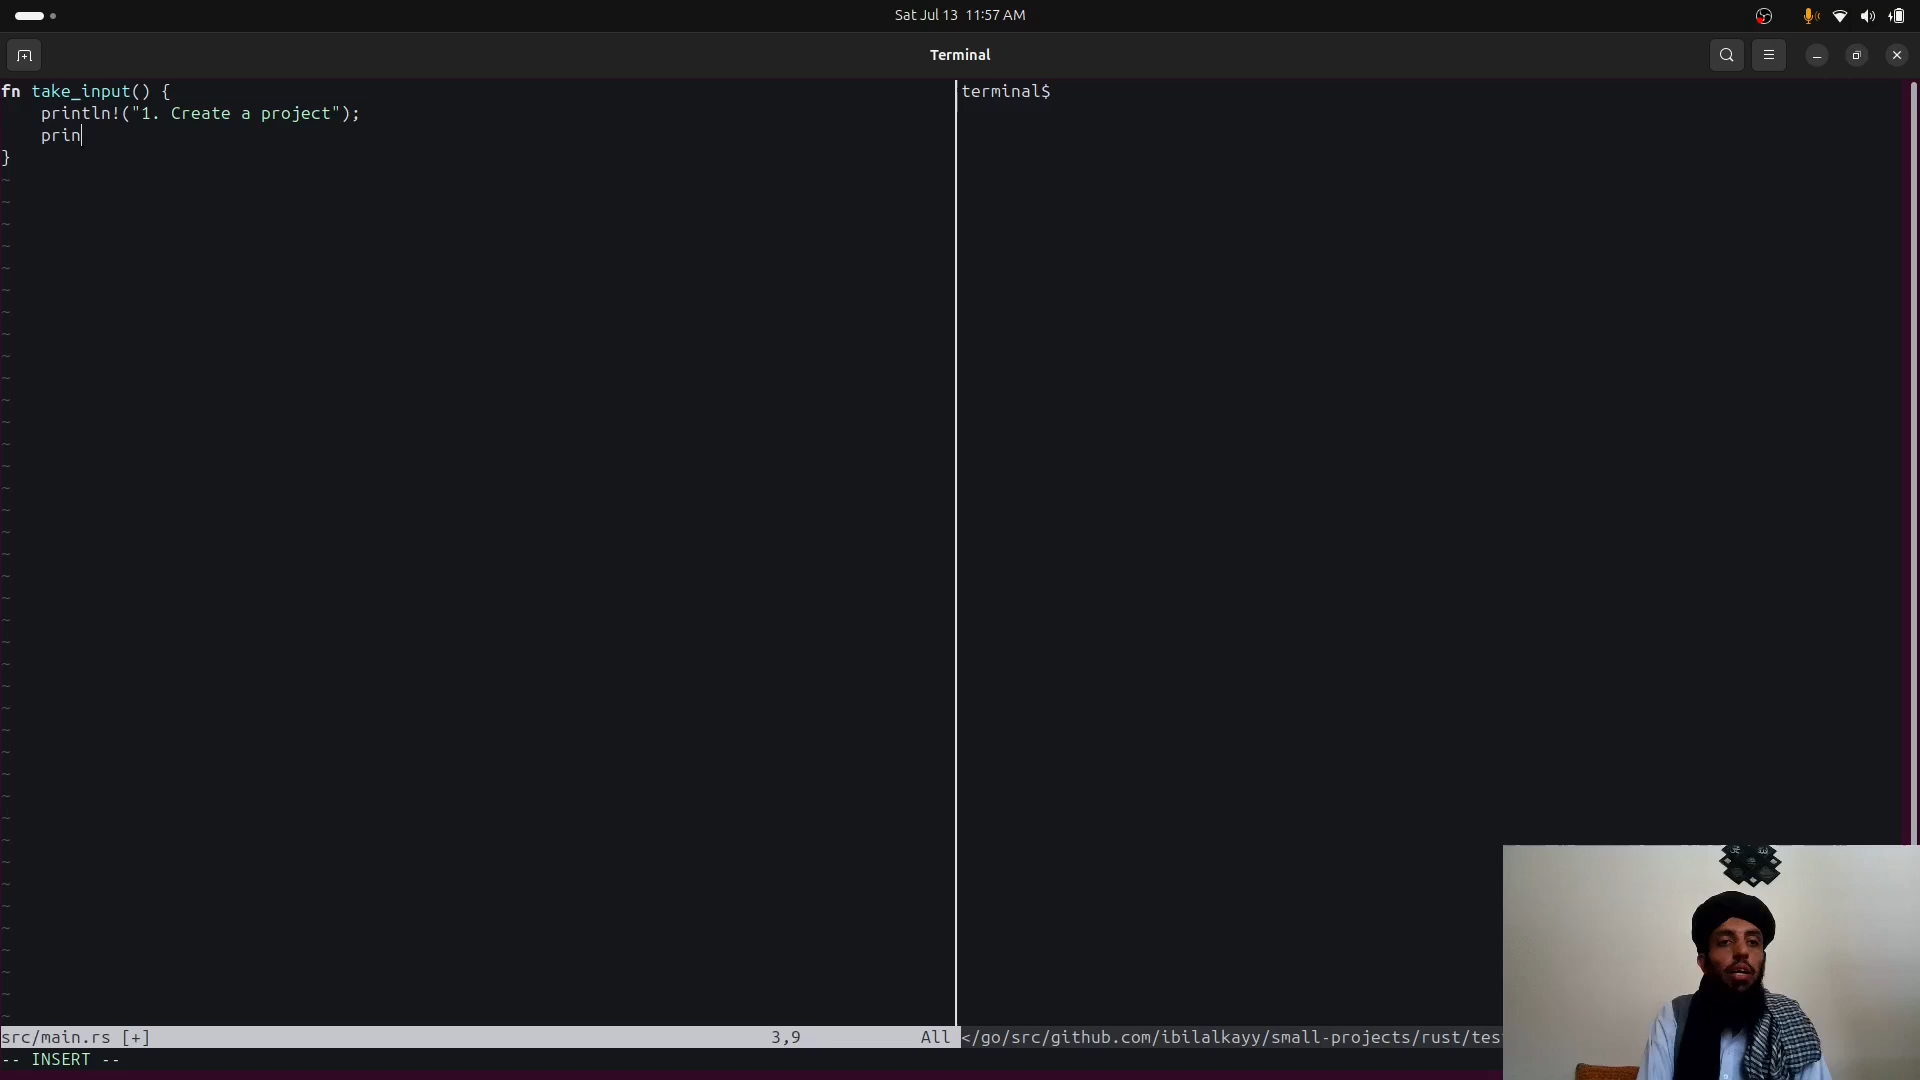 Sat Jul 13 11:57 AM
Terminal
fn take_input() {
    println!("1. Create a project");
    prin
}
terminal$
src/main.rs [+] 3,9 All
</go/src/github.com/ibilalkayy/small-projects/rust/tes
-- INSERT --